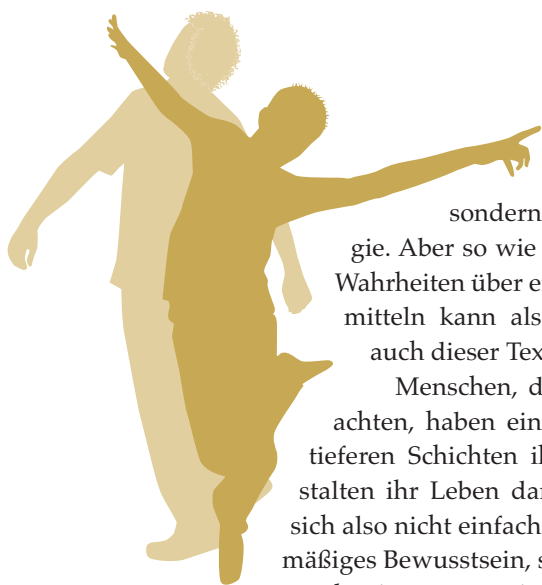 sondern
gie. Aber so wie
Wahrheiten über e
mitteln kann als
auch dieser Tex
Menschen, d
achten, haben ein
tieferen Schichten ih
stalten ihr Leben dar
sich also nicht einfach
mäßiges Bewusstsein, s